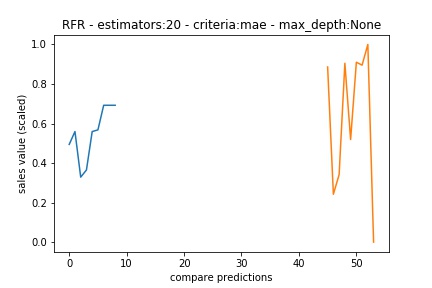 RFR - estimators:20 - criteria:mae - max_depth:None
1.0
0.8
0.6
0.4
0.2
0.0
sales value (scaled)
0 10 20 30 40 50
compare predictions